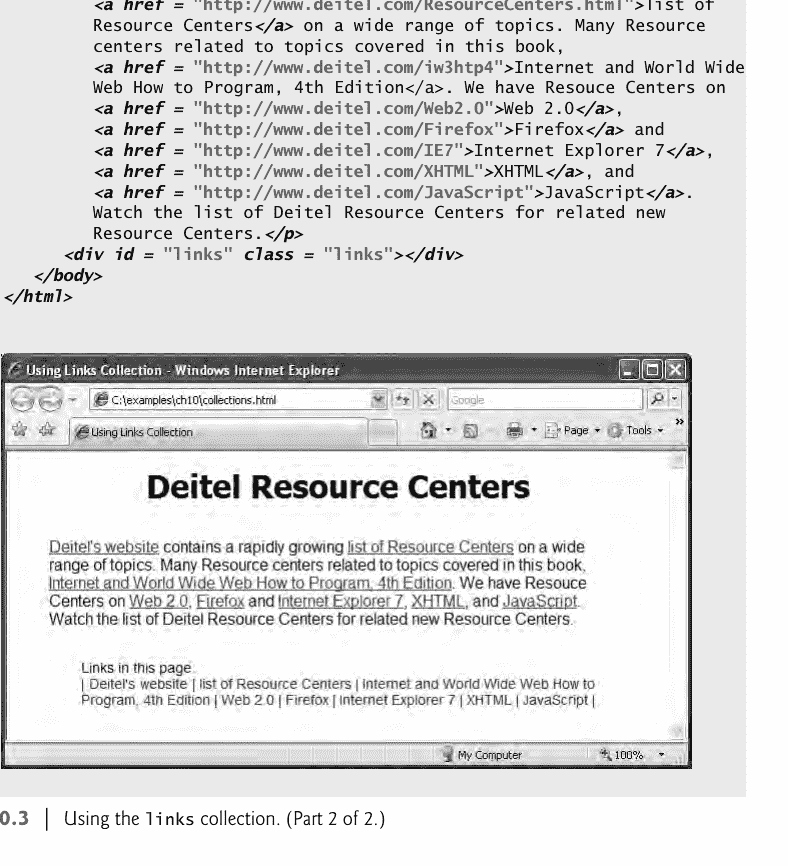 <a href = "http://www.deitel.com/ResourceCenters.html">list of
Resource Centers</a> on a wide range of topics. Many Resource
centers related to topics covered in this book,
<a href = "http://www.deitel.com/iw3htp4">Internet and World Wide
Web How to Program, 4th Edition</a>. We have Resouce Centers on
<a href = "http://www.deitel.com/Web2.0">Web 2.0</a>,
<a href = "http://www.deitel.com/Firefox">Firefox</a> and
<a href = "http://www.deitel.com/IE7">Internet Explorer 7</a>,
<a href = "http://www.deitel.com/XHTML">XHTML</a>, and
<a href = "http://www.deitel.com/JavaScript">JavaScript</a>.
Watch the list of Deitel Resource Centers for related new
Resource Centers.</p>
<div id = "links" class = "links"></div>
</body>
</html>
Using Links Collection - Windows Internet Explorer
C:\examples\ch10\collections.html
Google
Using Links Collection
Page
Tools
»
Deitel Resource Centers
Deitel's website contains a rapidly growing list of Resource Centers on a wide
range of topics. Many Resource centers related to topics covered in this book,
Internet and World Wide Web How to Program, 4th Edition. We have Resouce
Centers on Web 2.0, Firefox and Internet Explorer 7, XHTML, and JavaScript.
Watch the list of Deitel Resource Centers for related new Resource Centers.
Links in this page
| Deitel's website | list of Resource Centers | Internet and World Wide Web How to
Program, 4th Edition | Web 2.0 | Firefox | Internet Explorer 7 | XHTML | JavaScript |
My Computer
100%
0.3 | Using the links collection. (Part 2 of 2.)